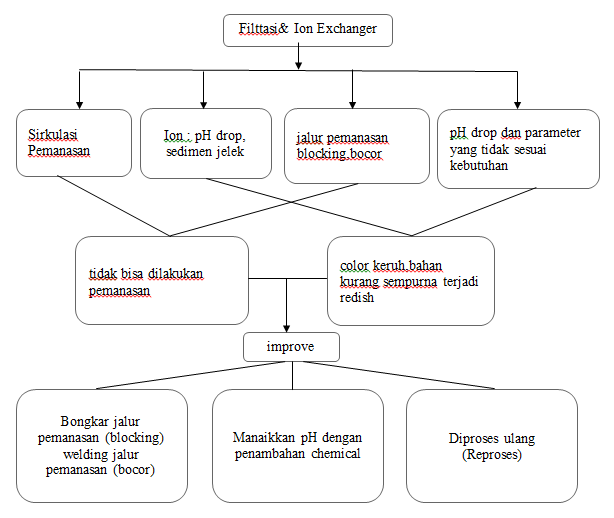 Filttasi& Ion Exchanger
Sirkulasi
Pemanasan
Ion : pH drop,
sedimen jelek
jalur pemanasan
blocking,bocor
pH drop dan parameter
yang tidak sesuai
kebutuhan
tidak bisa dilakukan
pemanasan
color keruh,bahan
kurang sempurna terjadi
redish
improve
Bongkar jalur
pemanasan (blocking)
welding jalur
pemanasan (bocor)
Manaikkan pH dengan
penambahan chemical
Diproses ulang
(Reproses)